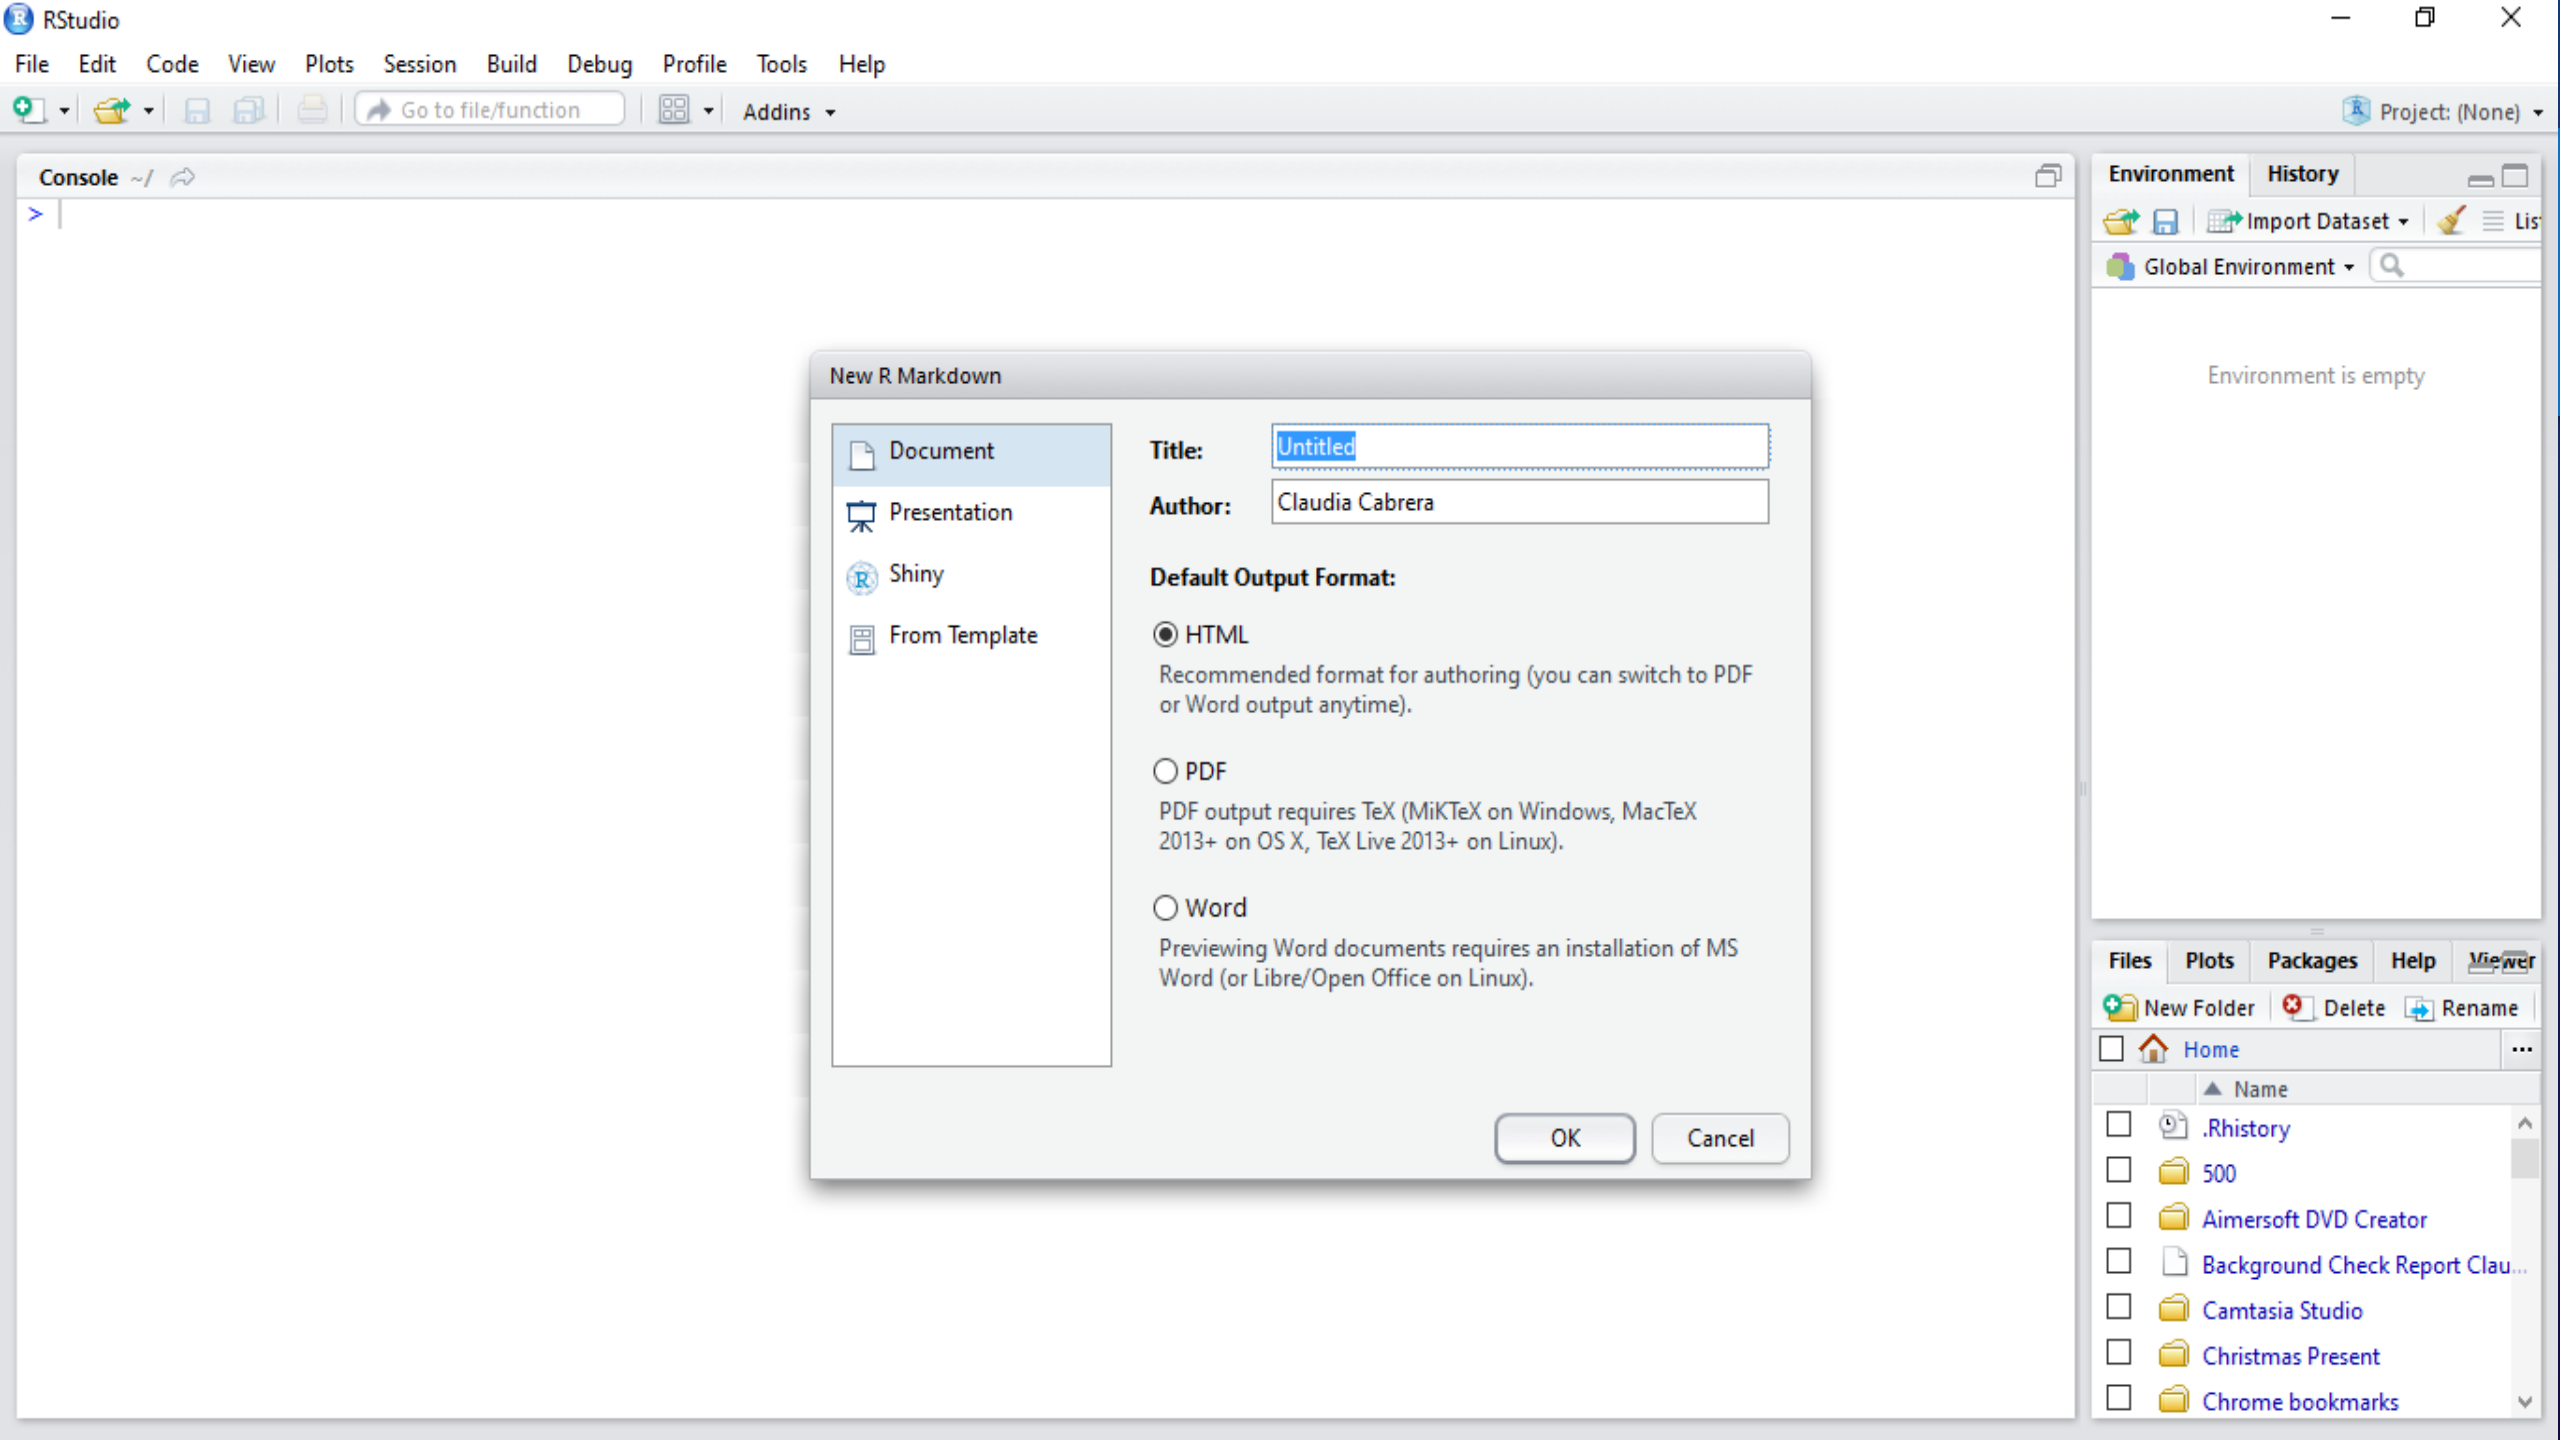 RStudio
File Edit Code View Plots Session Build Debug Profile Tools Help
Go to file/function Addins Project: (None)
Console ~/
>
Environment History
Import Dataset Lis
Global Environment
Environment is empty
New R Markdown
Document
Presentation
Shiny
From Template
Title: Untitled
Author: Claudia Cabrera
Default Output Format:
HTML
Recommended format for authoring (you can switch to PDF
or Word output anytime).
PDF
PDF output requires TeX (MiKTeX on Windows, MacTeX
2013+ on OS X, TeX Live 2013+ on Linux).
Word
Previewing Word documents requires an installation of MS
Word (or Libre/Open Office on Linux).
OK Cancel
Files Plots Packages Help Viewer
New Folder Delete Rename
Home ...
Name
.Rhistory
500
Aimersoft DVD Creator
Background Check Report Clau...
Camtasia Studio
Christmas Present
Chrome bookmarks